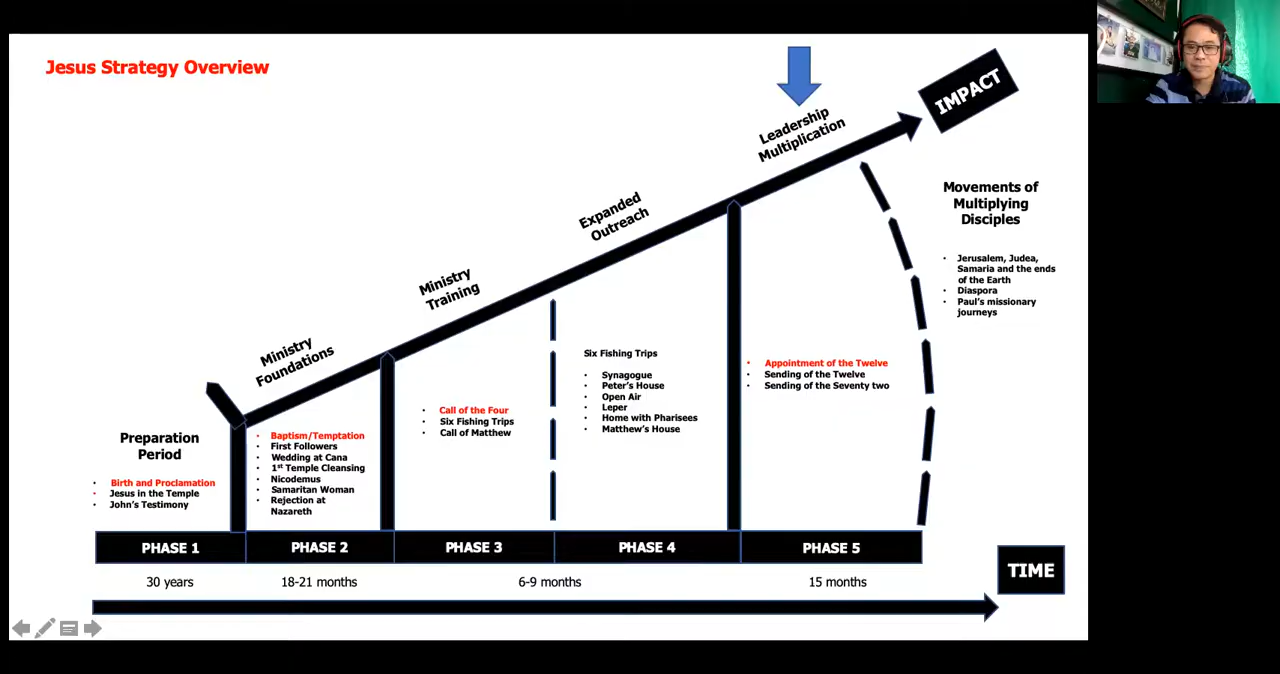 Jesus Strategy Overview
IMPACT
Leadership
Multiplication
Expanded
Outreach
Ministry
Training
Ministry
Foundations
Movements of
Multiplying
Disciples
• Jerusalem, Judea,
Samaria and the ends
of the Earth
• Diaspora
• Paul's missionary
journeys
Preparation
Period
• Birth and Proclamation
• Jesus in the Temple
• John's Testimony
• Baptism/Temptation
• First Followers
• Wedding at Cana
• 1st Temple Cleansing
• Nicodemus
• Samaritan Woman
• Rejection at
Nazareth
• Call of the Four
• Six Fishing Trips
• Call of Matthew
Six Fishing Trips
• Synagogue
• Peter's House
• Open Air
• Leper
• Home with Pharisees
• Matthew's House
• Appointment of the Twelve
• Sending of the Twelve
• Sending of the Seventy two
PHASE 1
PHASE 2
PHASE 3
PHASE 4
PHASE 5
30 years
18-21 months
6-9 months
15 months
TIME